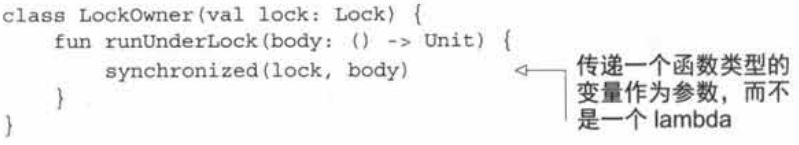 class LockOwner(val lock: Lock) {
    fun runUnderLock(body: () -> Unit) {
        synchronized(lock, body)
    }
}
传递一个函数类型的
变量作为参数，而不
是一个 lambda